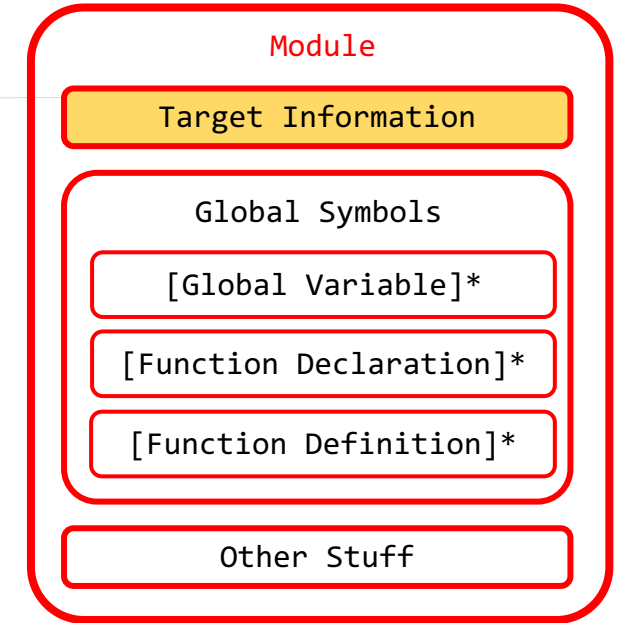 Module
Target Information
Global Symbols
[Global Variable]*
[Function Declaration]*
[Function Definition]*
Other Stuff